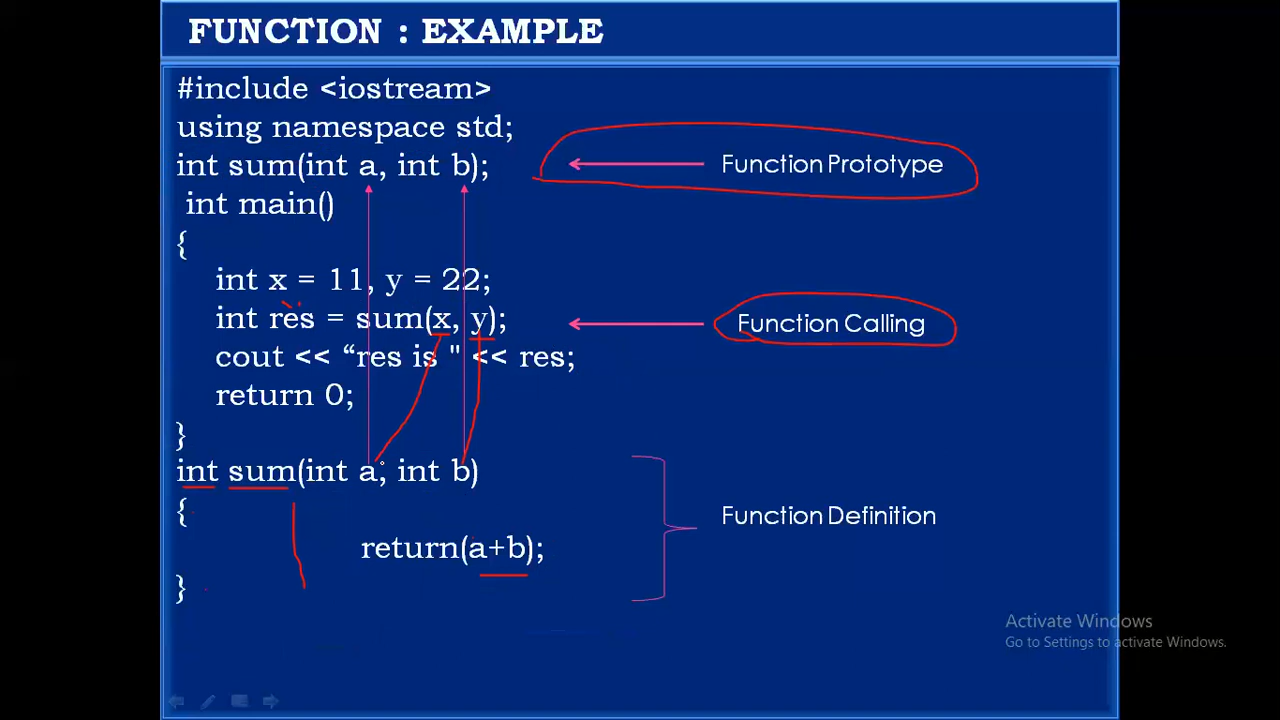 FUNCTION : EXAMPLE
#include <iostream>
using namespace std;
int sum(int a, int b);
Function Prototype
int main()
{
int x = 11, y = 22;
int res = sum(x, y);
Function Calling
cout << “res is " << res;
return 0;
}
int sum(int a, int b)
{
Function Definition
return(a+b);
}
Activate Windows
Go to Settings to activate Windows.